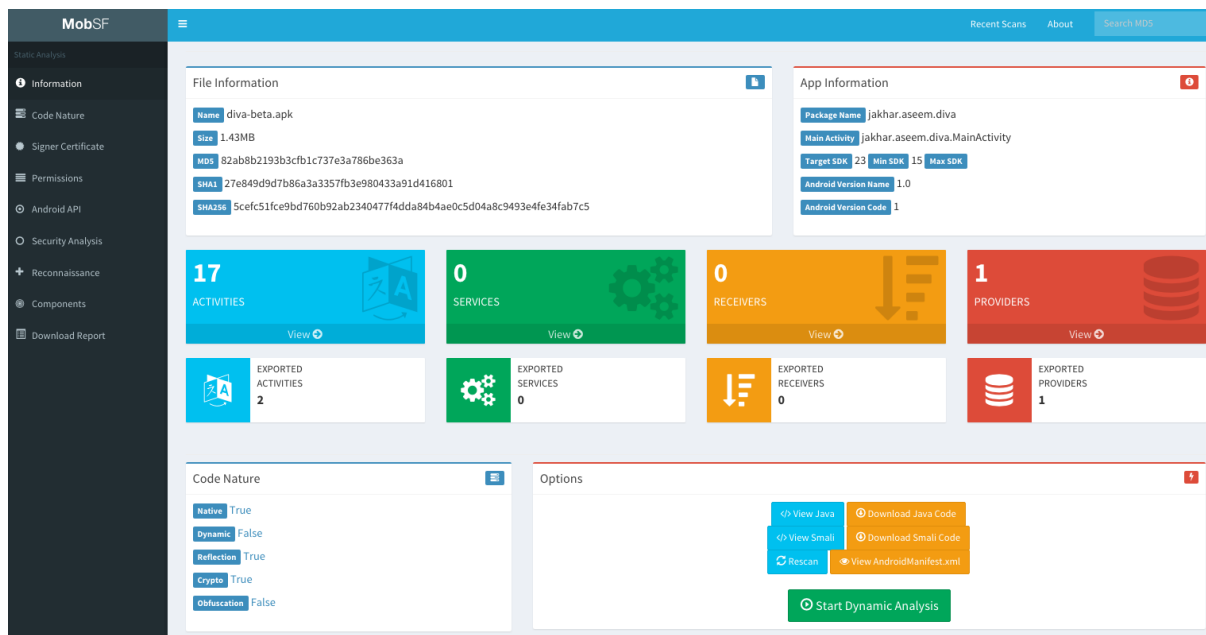 MobSF
Recent Scans About Search MD5
Static Analysis
Information
Code Nature
Signer Certificate
Permissions
Android API
Security Analysis
Reconnaissance
Components
Download Report
File Information
Name diva-beta.apk
Size 1.43MB
MD5 82ab8b2193b3cfb1c737e3a786be363a
SHA1 27e849d9d7b86a3a3357fb3e980433a91d416801
SHA256 5cefc51fce9bd760b92ab2340477f4dda84b4ae0c5d04a8c9493e4fe34fab7c5
App Information
Package Name jakhar.aseem.diva
Main Activity jakhar.aseem.diva.MainActivity
Target SDK 23 Min SDK 15 Max SDK
Android Version Name 1.0
Android Version Code 1
17
ACTIVITIES
View
0
SERVICES
View
0
RECEIVERS
View
1
PROVIDERS
View
EXPORTED
ACTIVITIES
2
EXPORTED
SERVICES
0
EXPORTED
RECEIVERS
0
EXPORTED
PROVIDERS
1
Code Nature
Native True
Dynamic False
Reflection True
Crypto True
Obfuscation False
Options
</> View Java Download Java Code
</> View Smali Download Smali Code
Rescan View AndroidManifest.xml
Start Dynamic Analysis